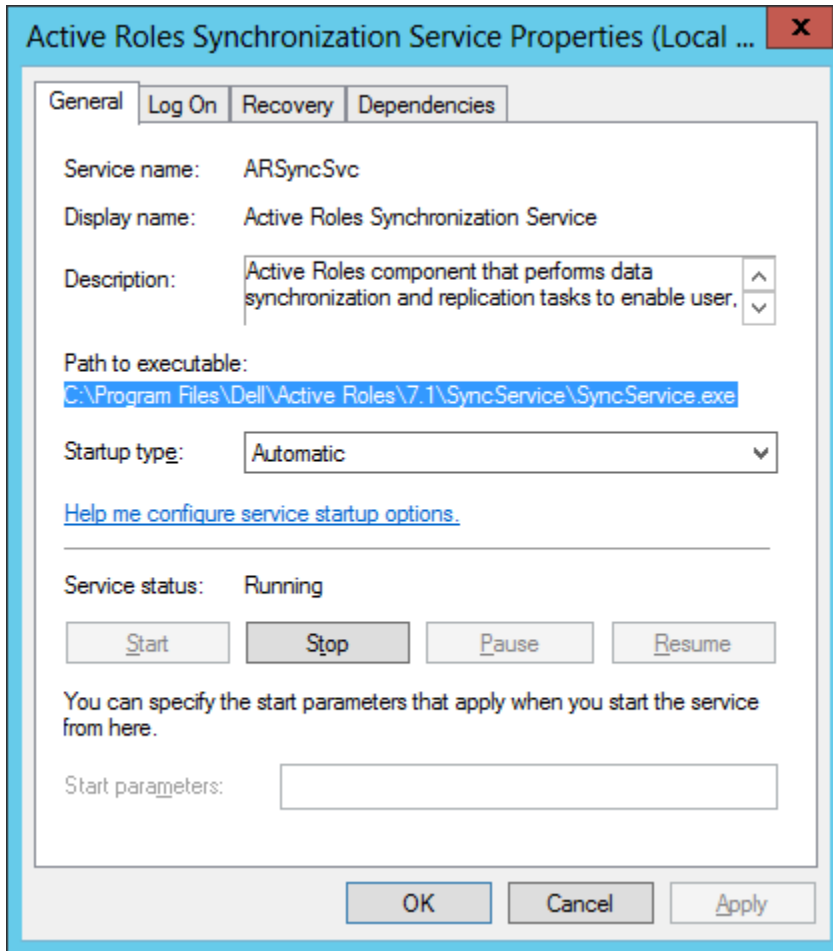 Active Roles Synchronization Service Properties (Local ...
x
General Log On Recovery Dependencies
Service name: ARSyncSvc
Display name: Active Roles Synchronization Service
Description: Active Roles component that performs data
synchronization and replication tasks to enable user,
Path to executable:
C:\Program Files\Dell\Active Roles\7.1\SyncService\SyncService.exe
Startup type: Automatic
Help me configure service startup options.
Service status: Running
Start Stop Pause Resume
You can specify the start parameters that apply when you start the service
from here.
Start parameters:
OK Cancel Apply